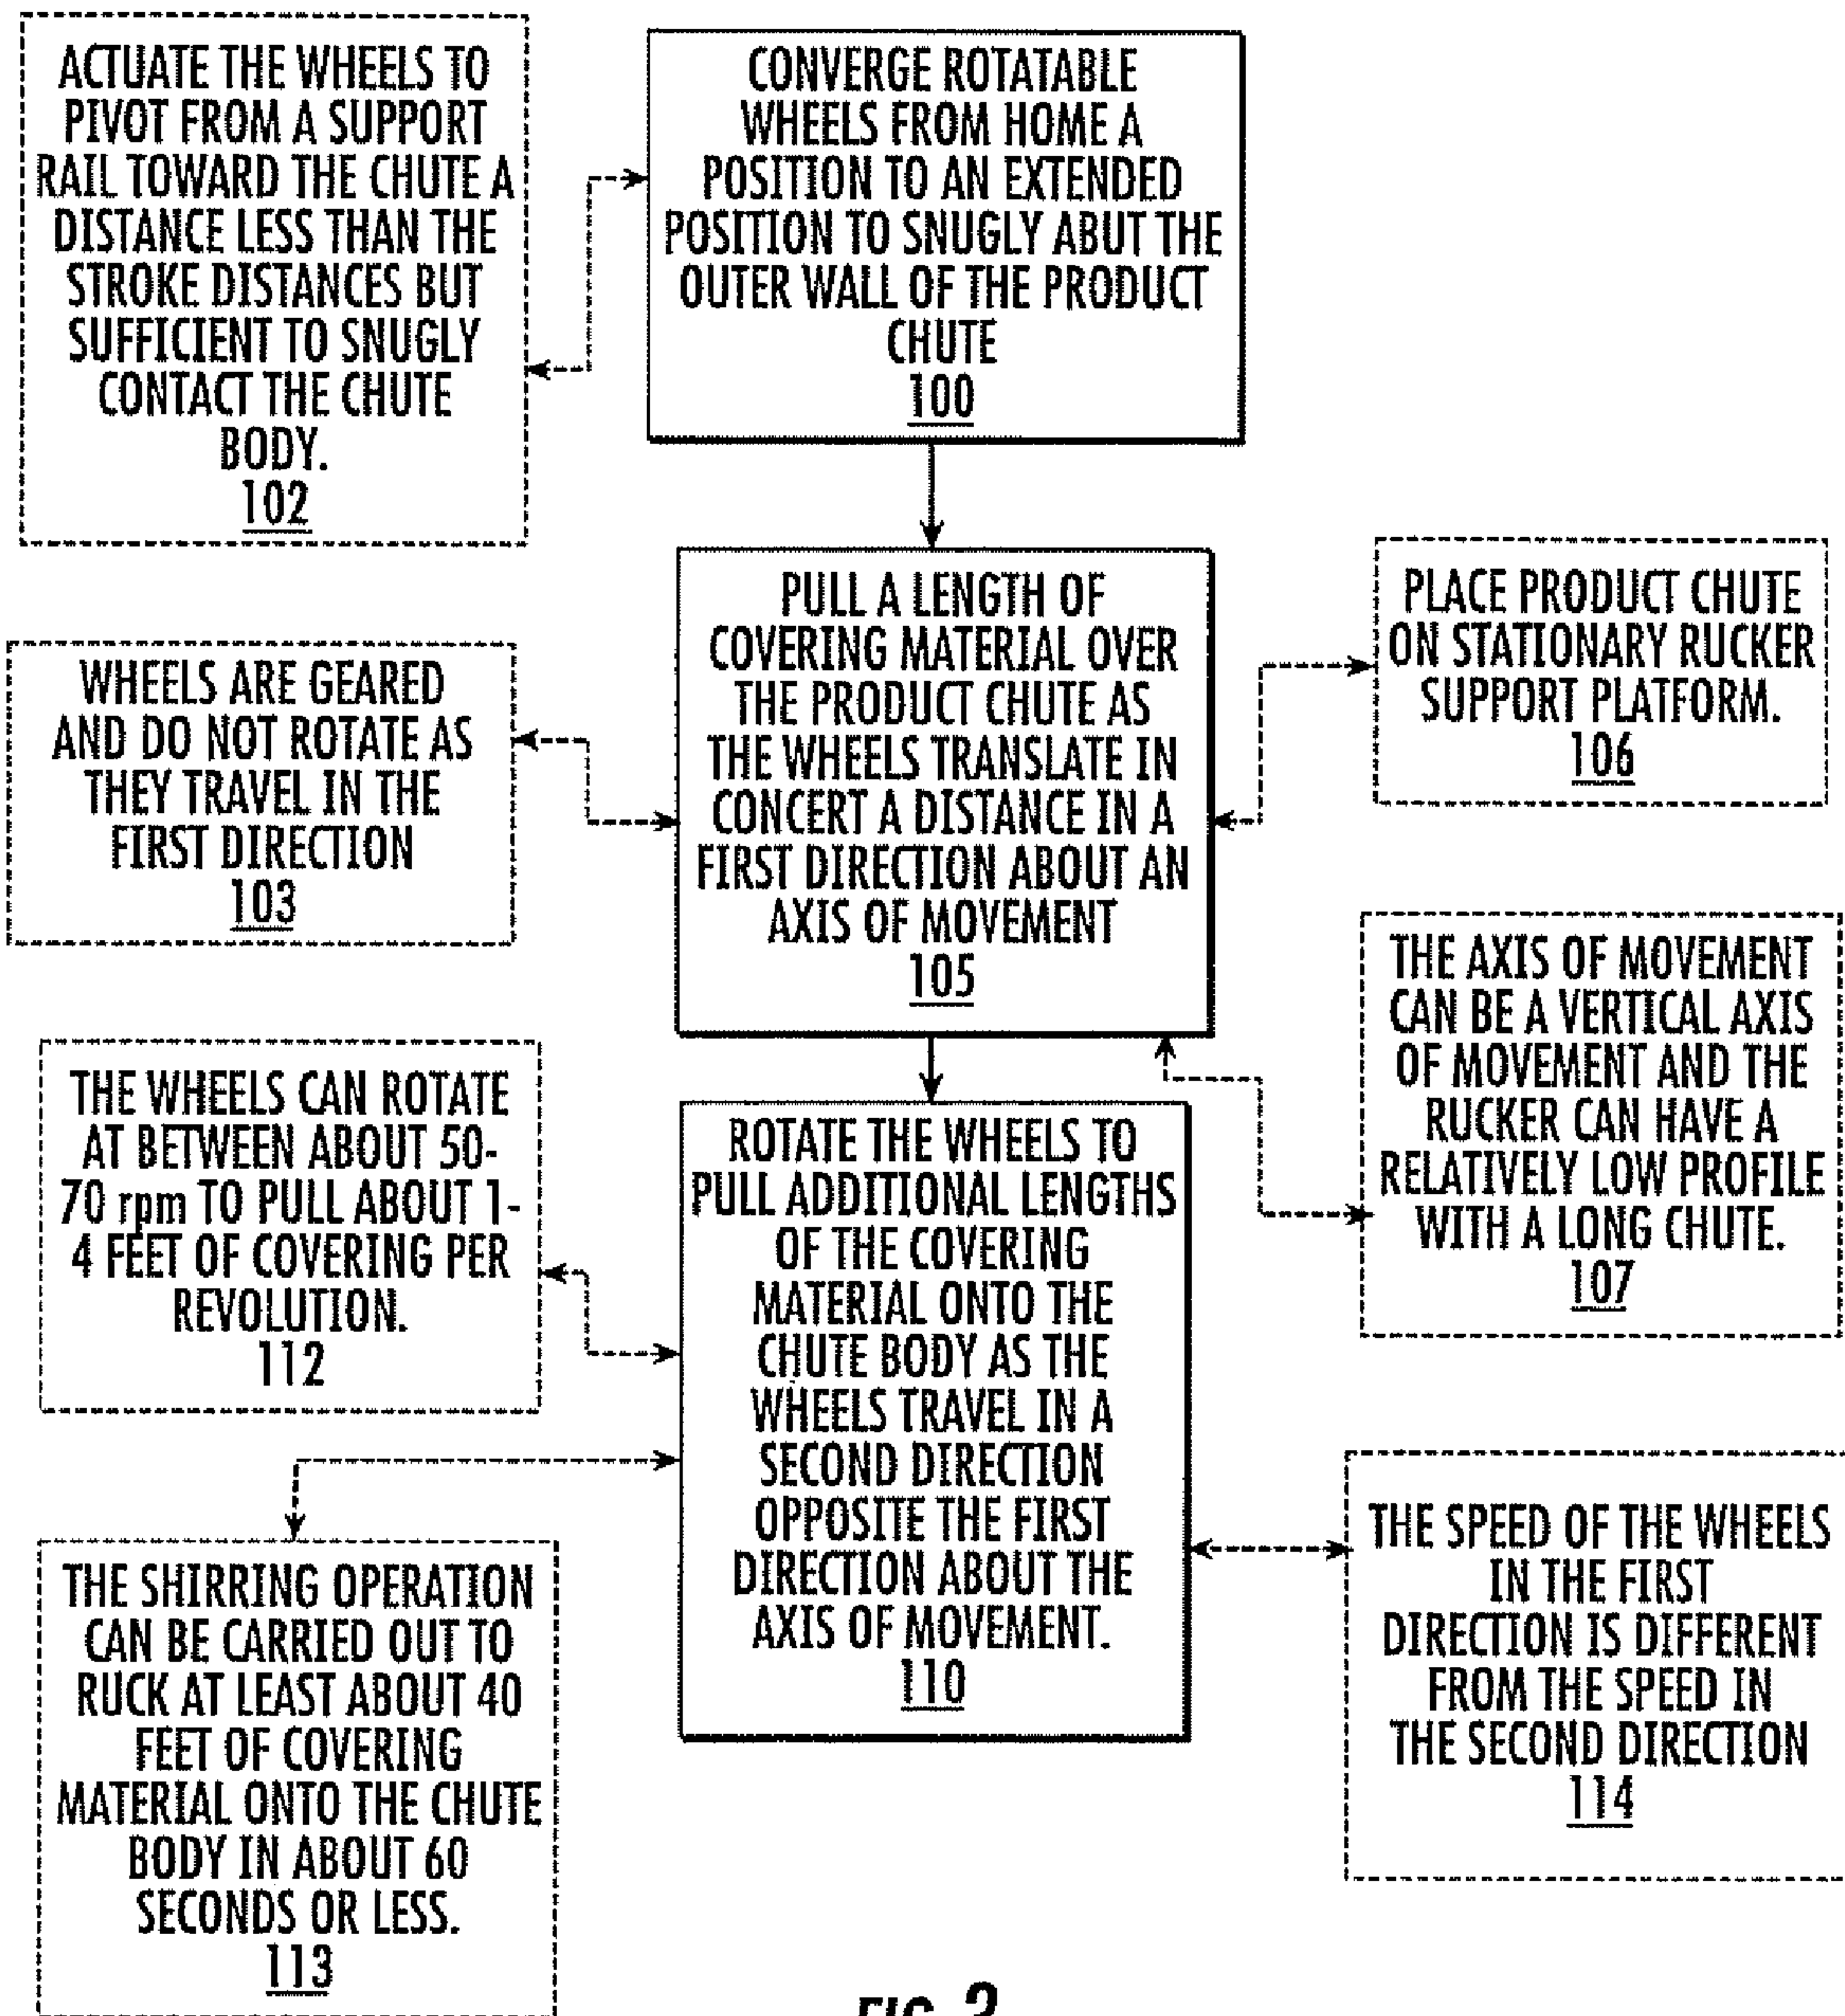 ACTUATE THE WHEELS TO
PIVOT FROM A SUPPORT
RAIL TOWARD THE CHUTE A
DISTANCE LESS THAN THE
STROKE DISTANCES BUT
SUFFICIENT TO SNUGLY
CONTACT THE CHUTE
BODY.
102
CONVERGE ROTATABLE
WHEELS FROM HOME A
POSITION TO AN EXTENDED
POSITION TO SNUGLY ABUT THE
OUTER WALL OF THE PRODUCT
CHUTE
100
WHEELS ARE GEARED
AND DO NOT ROTATE AS
THEY TRAVEL IN THE
FIRST DIRECTION
103
PULL A LENGTH OF
COVERING MATERIAL OVER
THE PRODUCT CHUTE AS
THE WHEELS TRANSLATE IN
CONCERT A DISTANCE IN A
FIRST DIRECTION ABOUT AN
AXIS OF MOVEMENT
105
PLACE PRODUCT CHUTE
ON STATIONARY RUCKER
SUPPORT PLATFORM.
106
THE AXIS OF MOVEMENT
CAN BE A VERTICAL AXIS
OF MOVEMENT AND THE
RUCKER CAN HAVE A
RELATIVELY LOW PROFILE
WITH A LONG CHUTE.
107
THE WHEELS CAN ROTATE
AT BETWEEN ABOUT 50-
70 rpm TO PULL ABOUT 1-
4 FEET OF COVERING PER
REVOLUTION.
112
ROTATE THE WHEELS TO
PULL ADDITIONAL LENGTHS
OF THE COVERING
MATERIAL ONTO THE
CHUTE BODY AS THE
WHEELS TRAVEL IN A
SECOND DIRECTION
OPPOSITE THE FIRST
DIRECTION ABOUT THE
AXIS OF MOVEMENT.
110
THE SHIRRING OPERATION
CAN BE CARRIED OUT TO
RUCK AT LEAST ABOUT 40
FEET OF COVERING
MATERIAL ONTO THE CHUTE
BODY IN ABOUT 60
SECONDS OR LESS.
113
THE SPEED OF THE WHEELS
IN THE FIRST
DIRECTION IS DIFFERENT
FROM THE SPEED IN
THE SECOND DIRECTION
114
FIG. 2